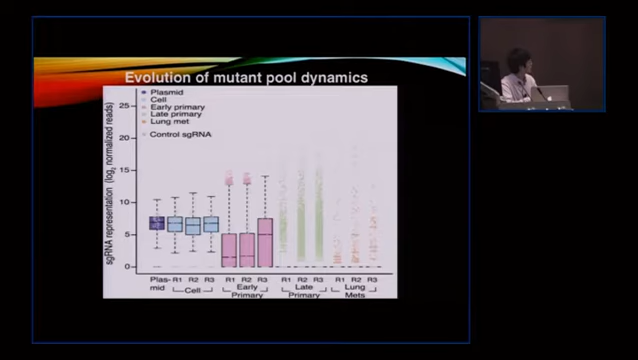 Evolution of mutant pool dynamics
Plasmid
Cell
Early primary
Late primary
Lung met
Control sgRNA
sgRNA representation (log2 normalized reads)
25
20
15
10
5
0
Plas-
mid
R1 R2 R3
Cell
R1 R2 R3
Early
Primary
R1 R2 R3
Late
Primary
R1 R2 R3
Lung
Mets